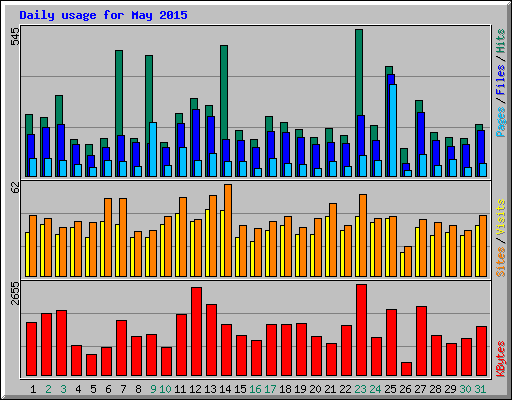 Daily usage for May 2015
545
Pages / Files / Hits
62
Sites / Visits
2655
KBytes
1 2 3 4 5 6 7 8 9 10 11 12 13 14 15 16 17 18 19 20 21 22 23 24 25 26 27 28 29 30 31